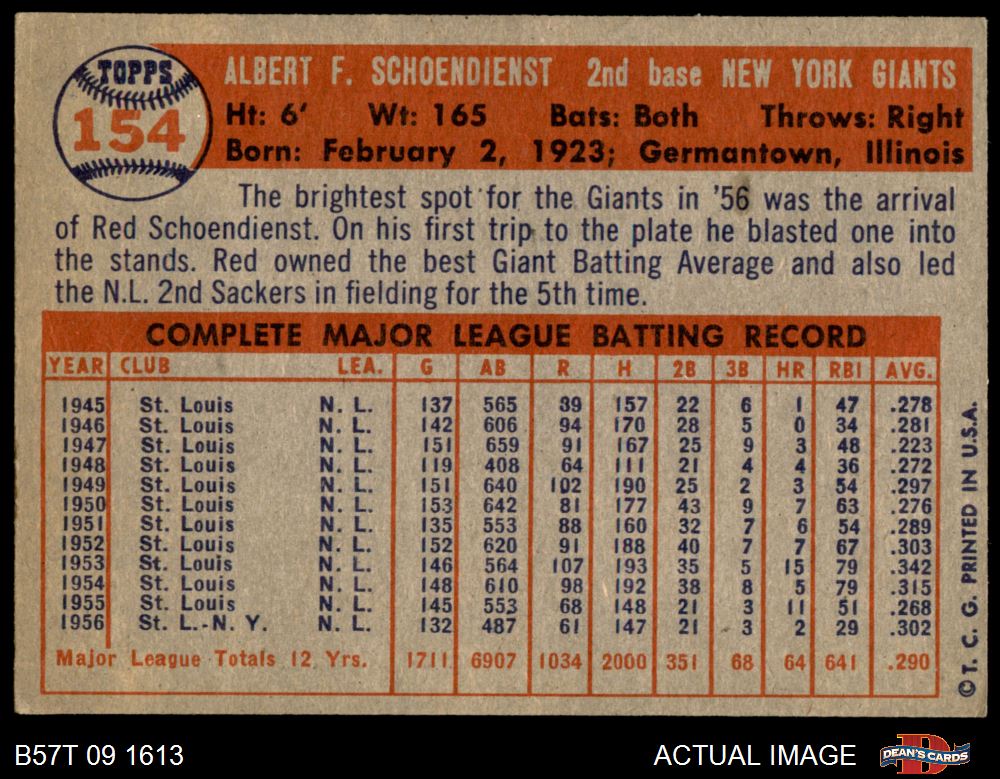 TOPPS
154
ALBERT F. SCHOENDIENST 2nd base NEW YORK GIANTS
Ht: 6' Wt: 165 Bats: Both Throws: Right
Born: February 2, 1923; Germantown, Illinois
The brightest spot for the Giants in '56 was the arrival
of Red Schoendienst. On his first trip to the plate he blasted one into
the stands. Red owned the best Giant Batting Average and also led
the N.L. 2nd Sackers in fielding for the 5th time.
COMPLETE MAJOR LEAGUE BATTING RECORD
YEAR CLUB LEA. G AB R H 2B 3B HR RBI AVG.
1945 St. Louis N. L. 137 565 89 157 22 6 1 47 .278
1946 St. Louis N. L. 142 606 94 170 28 5 0 34 .281
1947 St. Louis N. L. 151 659 91 167 25 9 3 48 .223
1948 St. Louis N. L. 119 408 64 111 21 4 4 36 .272
1949 St. Louis N. L. 151 640 102 190 25 2 3 54 .297
1950 St. Louis N. L. 153 642 81 177 43 9 7 63 .276
1951 St. Louis N. L. 135 553 88 160 32 7 6 54 .289
1952 St. Louis N. L. 152 620 91 188 40 7 7 67 .303
1953 St. Louis N. L. 146 564 107 193 35 5 15 79 .342
1954 St. Louis N. L. 148 610 98 192 38 8 5 79 .315
1955 St. Louis N. L. 145 553 68 148 21 3 11 51 .268
1956 St. L.-N. Y. N. L. 132 487 61 147 21 3 2 29 .302
Major League Totals 12 Yrs. 1711 6907 1034 2000 351 68 64 641 .290
© T. C. G. PRINTED IN U.S.A.
B57T 09 1613 ACTUAL IMAGE DEAN'S CARDS